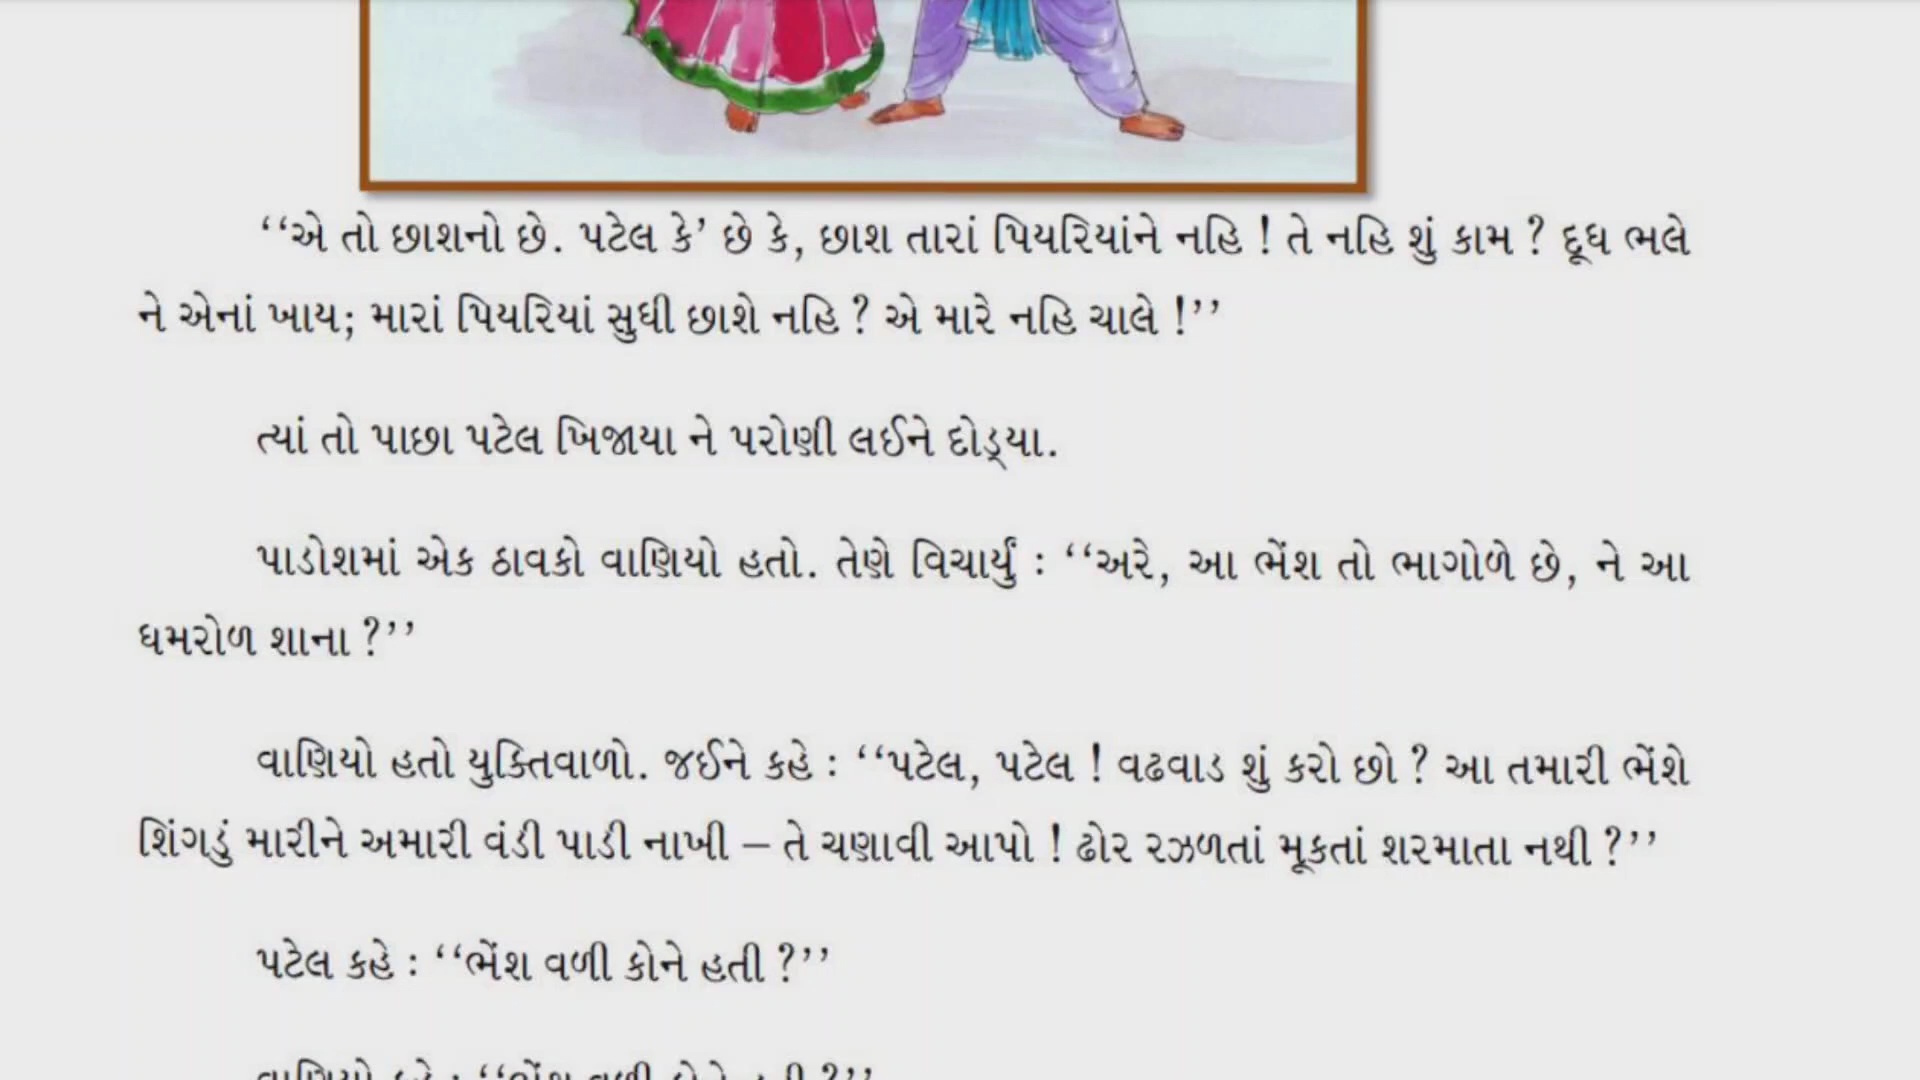 ‘‘એ તો છાશનો છે. પટેલ કે’ છે કે, છાશ તારાં પિયરિયાંને નહિ ! તે નહિ શું કામ ? દૂધ ભલે
ને એનાં ખાય; મારાં પિયરિયાં સુધી છાશે નહિ ? એ મારે નહિ ચાલે !’’
ત્યાં તો પાછા પટેલ ખિજાયા ને પરોણી લઈને દોડ્યા.
પાડોશમાં એક ઠાવકો વાણિયો હતો. તેણે વિચાર્યું : ‘‘અરે, આ ભેંશ તો ભાગોળે છે, ને આ
ધમરોળ શાના ?’’
વાણિયો હતો યુક્તિવાળો. જઈને કહે : ‘‘પટેલ, પટેલ ! વઢવાડ શું કરો છો ? આ તમારી ભેંશે
શિંગડું મારીને અમારી વંડી પાડી નાખી – તે ચણાવી આપો ! ઢોર રઝળતાં મૂકતાં શરમાતા નથી ?’’
પટેલ કહે : ‘‘ભેંશ વળી કોને હતી ?’’